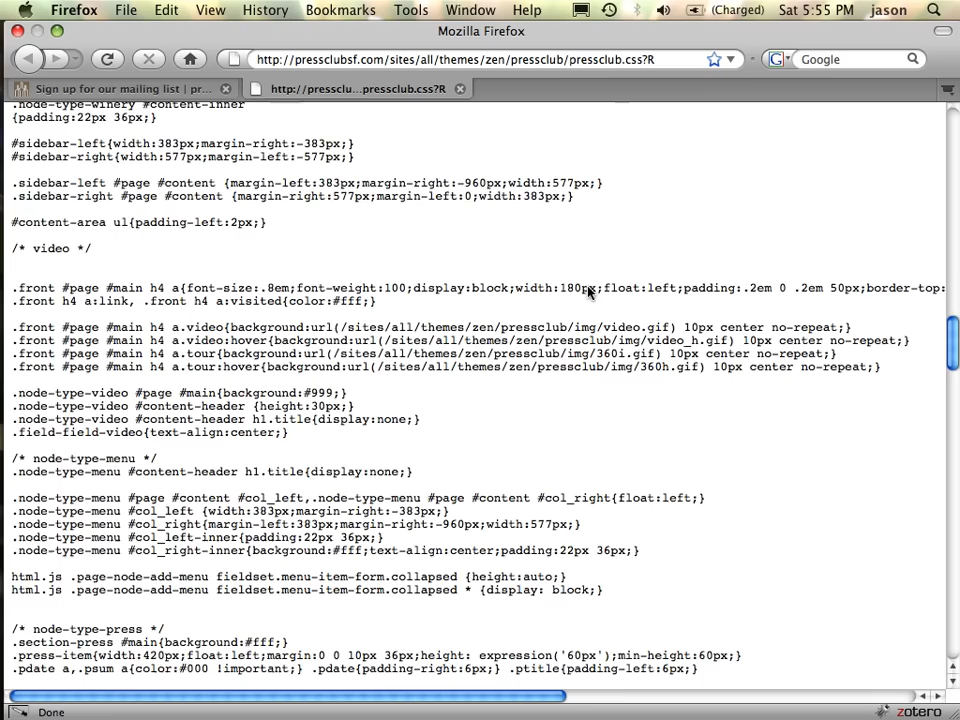 Firefox File Edit View History Bookmarks Tools Window Help (Charged) Sat 5:55 PM jason
Mozilla Firefox
http://pressclubsf.com/sites/all/themes/zen/pressclub/pressclub.css?R Google
Sign up for our mailing list | pr... http://pressclu...pressclub.css?R
.node-type-winery #content-inner
{padding:22px 36px;}
#sidebar-left{width:383px;margin-right:-383px;}
#sidebar-right{width:577px;margin-left:-577px;}
.sidebar-left #page #content {margin-left:383px;margin-right:-960px;width:577px;}
.sidebar-right #page #content {margin-right:577px;margin-left:0;width:383px;}
#content-area ul{padding-left:2px;}
/* video */
.front #page #main h4 a{font-size:.8em;font-weight:100;display:block;width:180px;float:left;padding:.2em 0 .2em 50px;border-top:
.front h4 a:link, .front h4 a:visited{color:#fff;}
.front #page #main h4 a.video{background:url(/sites/all/themes/zen/pressclub/img/video.gif) 10px center no-repeat;}
.front #page #main h4 a.video:hover{background:url(/sites/all/themes/zen/pressclub/img/video_h.gif) 10px center no-repeat;}
.front #page #main h4 a.tour{background:url(/sites/all/themes/zen/pressclub/img/360i.gif) 10px center no-repeat;}
.front #page #main h4 a.tour:hover{background:url(/sites/all/themes/zen/pressclub/img/360h.gif) 10px center no-repeat;}
.node-type-video #page #main{background:#999;}
.node-type-video #content-header {height:30px;}
.node-type-video #content-header h1.title{display:none;}
.field-field-video{text-align:center;}
/* node-type-menu */
.node-type-menu #content-header h1.title{display:none;}
.node-type-menu #page #content #col_left,.node-type-menu #page #content #col_right{float:left;}
.node-type-menu #col_left {width:383px;margin-right:-383px;}
.node-type-menu #col_right{margin-left:383px;margin-right:-960px;width:577px;}
.node-type-menu #col_left-inner{padding:22px 36px;}
.node-type-menu #col_right-inner{background:#fff;text-align:center;padding:22px 36px;}
html.js .page-node-add-menu fieldset.menu-item-form.collapsed {height:auto;}
html.js .page-node-add-menu fieldset.menu-item-form.collapsed * {display: block;}
/* node-type-press */
.section-press #main{background:#fff;}
.press-item{width:420px;float:left;margin:0 0 10px 36px;height: expression('60px');min-height:60px;}
.pdate a,.psum a{color:#000 !important;} .pdate{padding-right:6px;} .ptitle{padding-left:6px;}
Done zotero